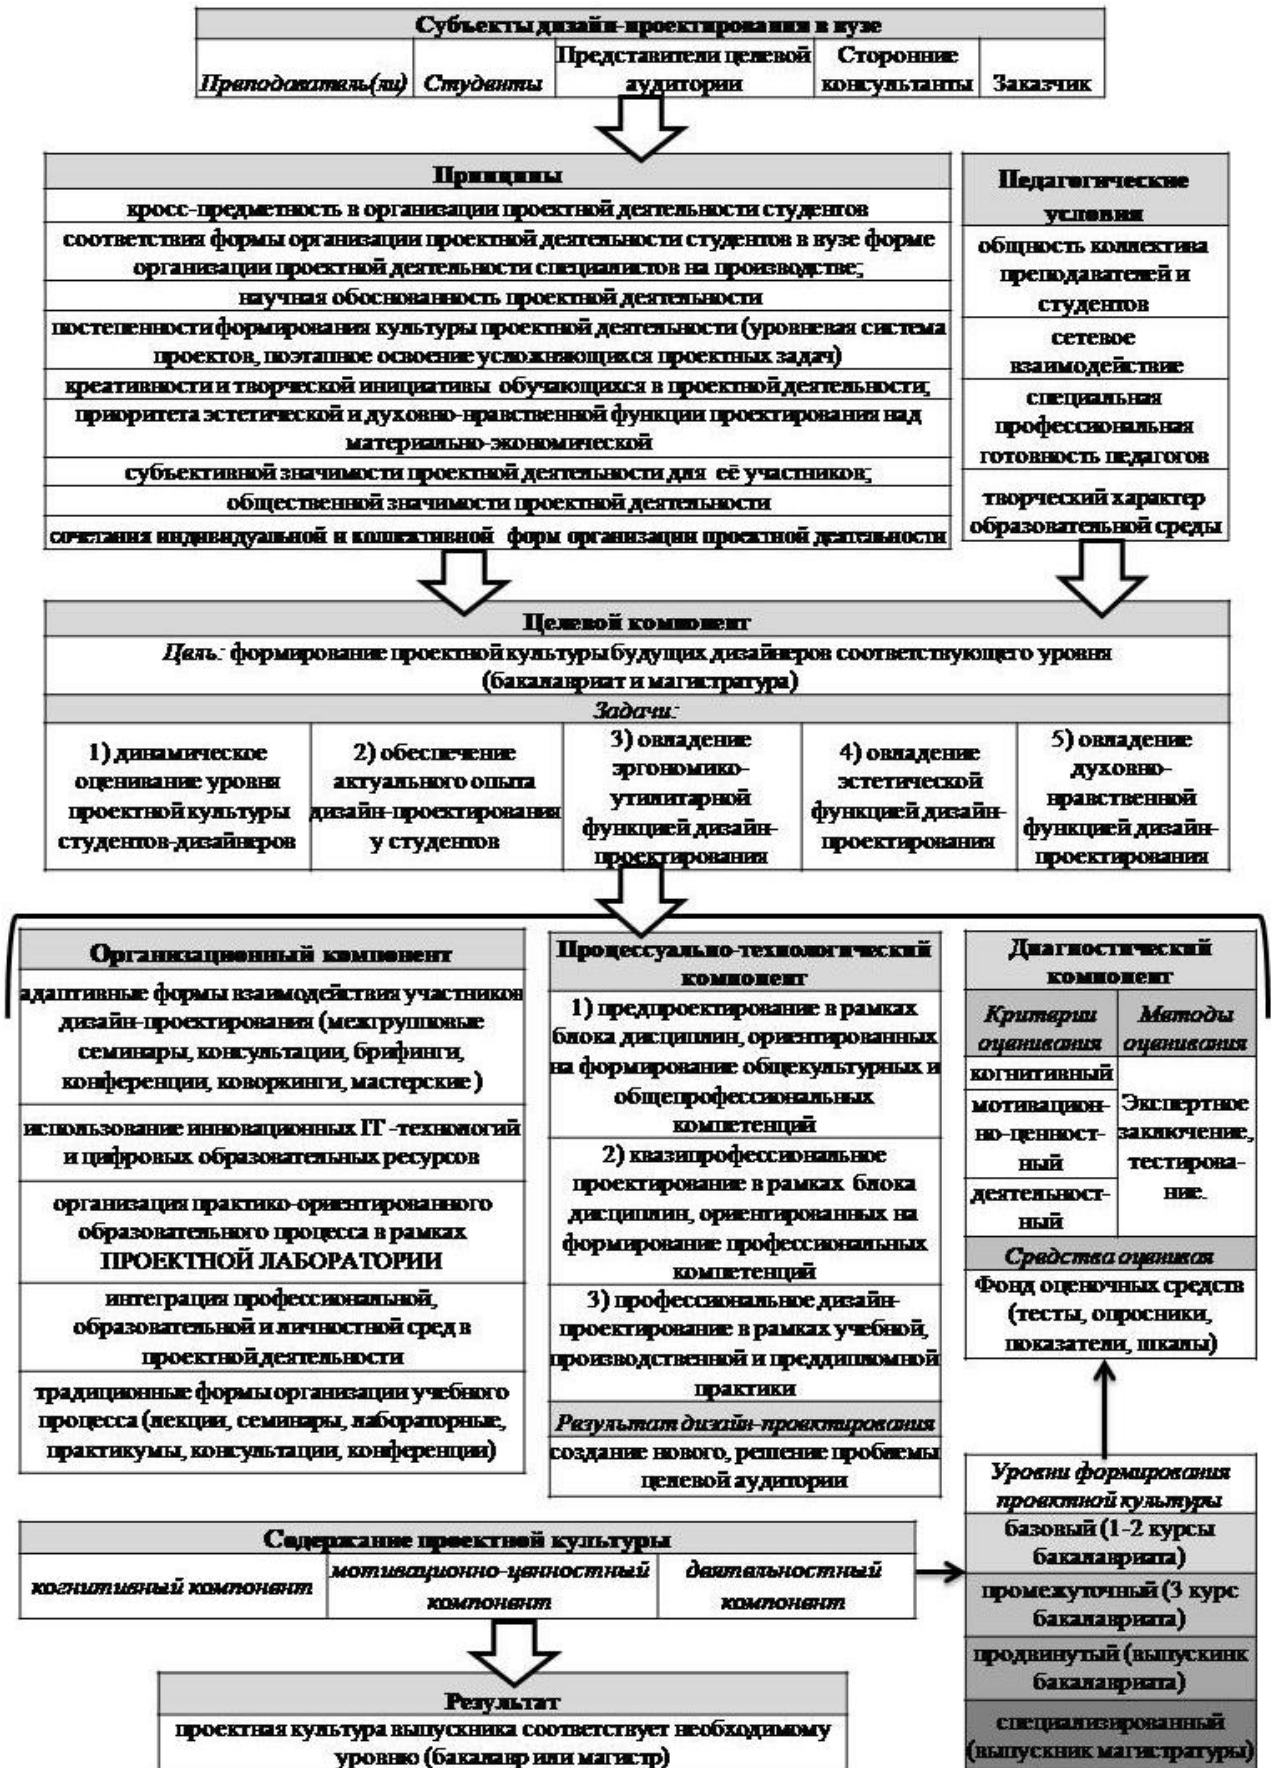 Субъекты дизайн-проектирования в вузе
Преподаватель(ли)
Студенты
Представители целевой
аудитории
Сторонние
консультанты
Заказчик
Принципы
кросс-предметность в организации проектной деятельности студентов
соответствия формы организации проектной деятельности студентов в вузе форме
организации проектной деятельности специалистов на производстве;
научная обоснованность проектной деятельности
постепенности формирования культуры проектной деятельности (уровневая система
проектов, поэтапное освоение усложняющихся проектных задач)
креативности и творческой инициативы обучающихся в проектной деятельности;
приоритета эстетической и духовно-нравственной функции проектирования над
материально-экономической
субъективной значимости проектной деятельности для её участников;
общественной значимости проектной деятельности
сочетания индивидуальной и коллективной форм организации проектной деятельности
Педагогические
условия
общность коллектива
преподавателей и
студентов
сетевое
взаимодействие
специальная
профессиональная
готовность педагогов
творческий характер
образовательной среды
Целевой компонент
Цель: формирование проектной культуры будущих дизайнеров соответствующего уровня
(бакалавриат и магистратура)
Задачи:
1) динамическое
оценивание уровня
проектной культуры
студентов-дизайнеров
2) обеспечение
актуального опыта
дизайн-проектирования
у студентов
3) овладение
эргономико-
утилитарной
функцией дизайн-
проектирования
4) овладение
эстетической
функцией дизайн-
проектирования
5) овладение
духовно-
нравственной
функцией дизайн-
проектирования
Организационный компонент
адаптивные формы взаимодействия участников
дизайн-проектирования (межгрупповые
семинары, консультации, брифинги,
конференции, коворкинги, мастерские )
использование инновационных IT -технологий
и цифровых образовательных ресурсов
организация практико-ориентированного
образовательного процесса в рамках
ПРОЕКТНОЙ ЛАБОРАТОРИИ
интеграция профессиональной,
образовательной и личностной сред в
проектной деятельности
традиционные формы организации учебного
процесса (лекции, семинары, лабораторные,
практикумы, консультации, конференции)
Процессуально-технологический
компонент
1) предпроектирование в рамках
блока дисциплин, ориентированных
на формирование общекультурных и
общепрофессиональных
компетенций
2) квазипрофессиональное
проектирование в рамках блока
дисциплин, ориентированных на
формирование профессиональных
компетенций
3) профессиональное дизайн-
проектирование в рамках учебной,
производственной и преддипломной
практики
Результат дизайн-проектирования
создание нового, решение проблемы
целевой аудитории
Диагностический
компонент
Критерии
оценивания
Методы
оценивания
когнитивный
мотивацион-
но-ценност-
ный
деятельност-
ный
Экспертное
заключение,
тестирова-
ние.
Средства оценивая
Фонд оценочных средств
(тесты, опросники,
показатели, шкалы)
Уровни формирования
проектной культуры
базовый (1-2 курсы
бакалавриата)
промежуточный (3 курс
бакалавриата)
продвинутый (выпускинк
бакалавриата)
специализированный
(выпускник магистратуры)
Содержание проектной культуры
когнитивный компонент
мотивационно-ценностный
компонент
деятельностный
компонент
Результат
проектная культура выпускника соответствует необходимому
уровню (бакалавр или магистр)